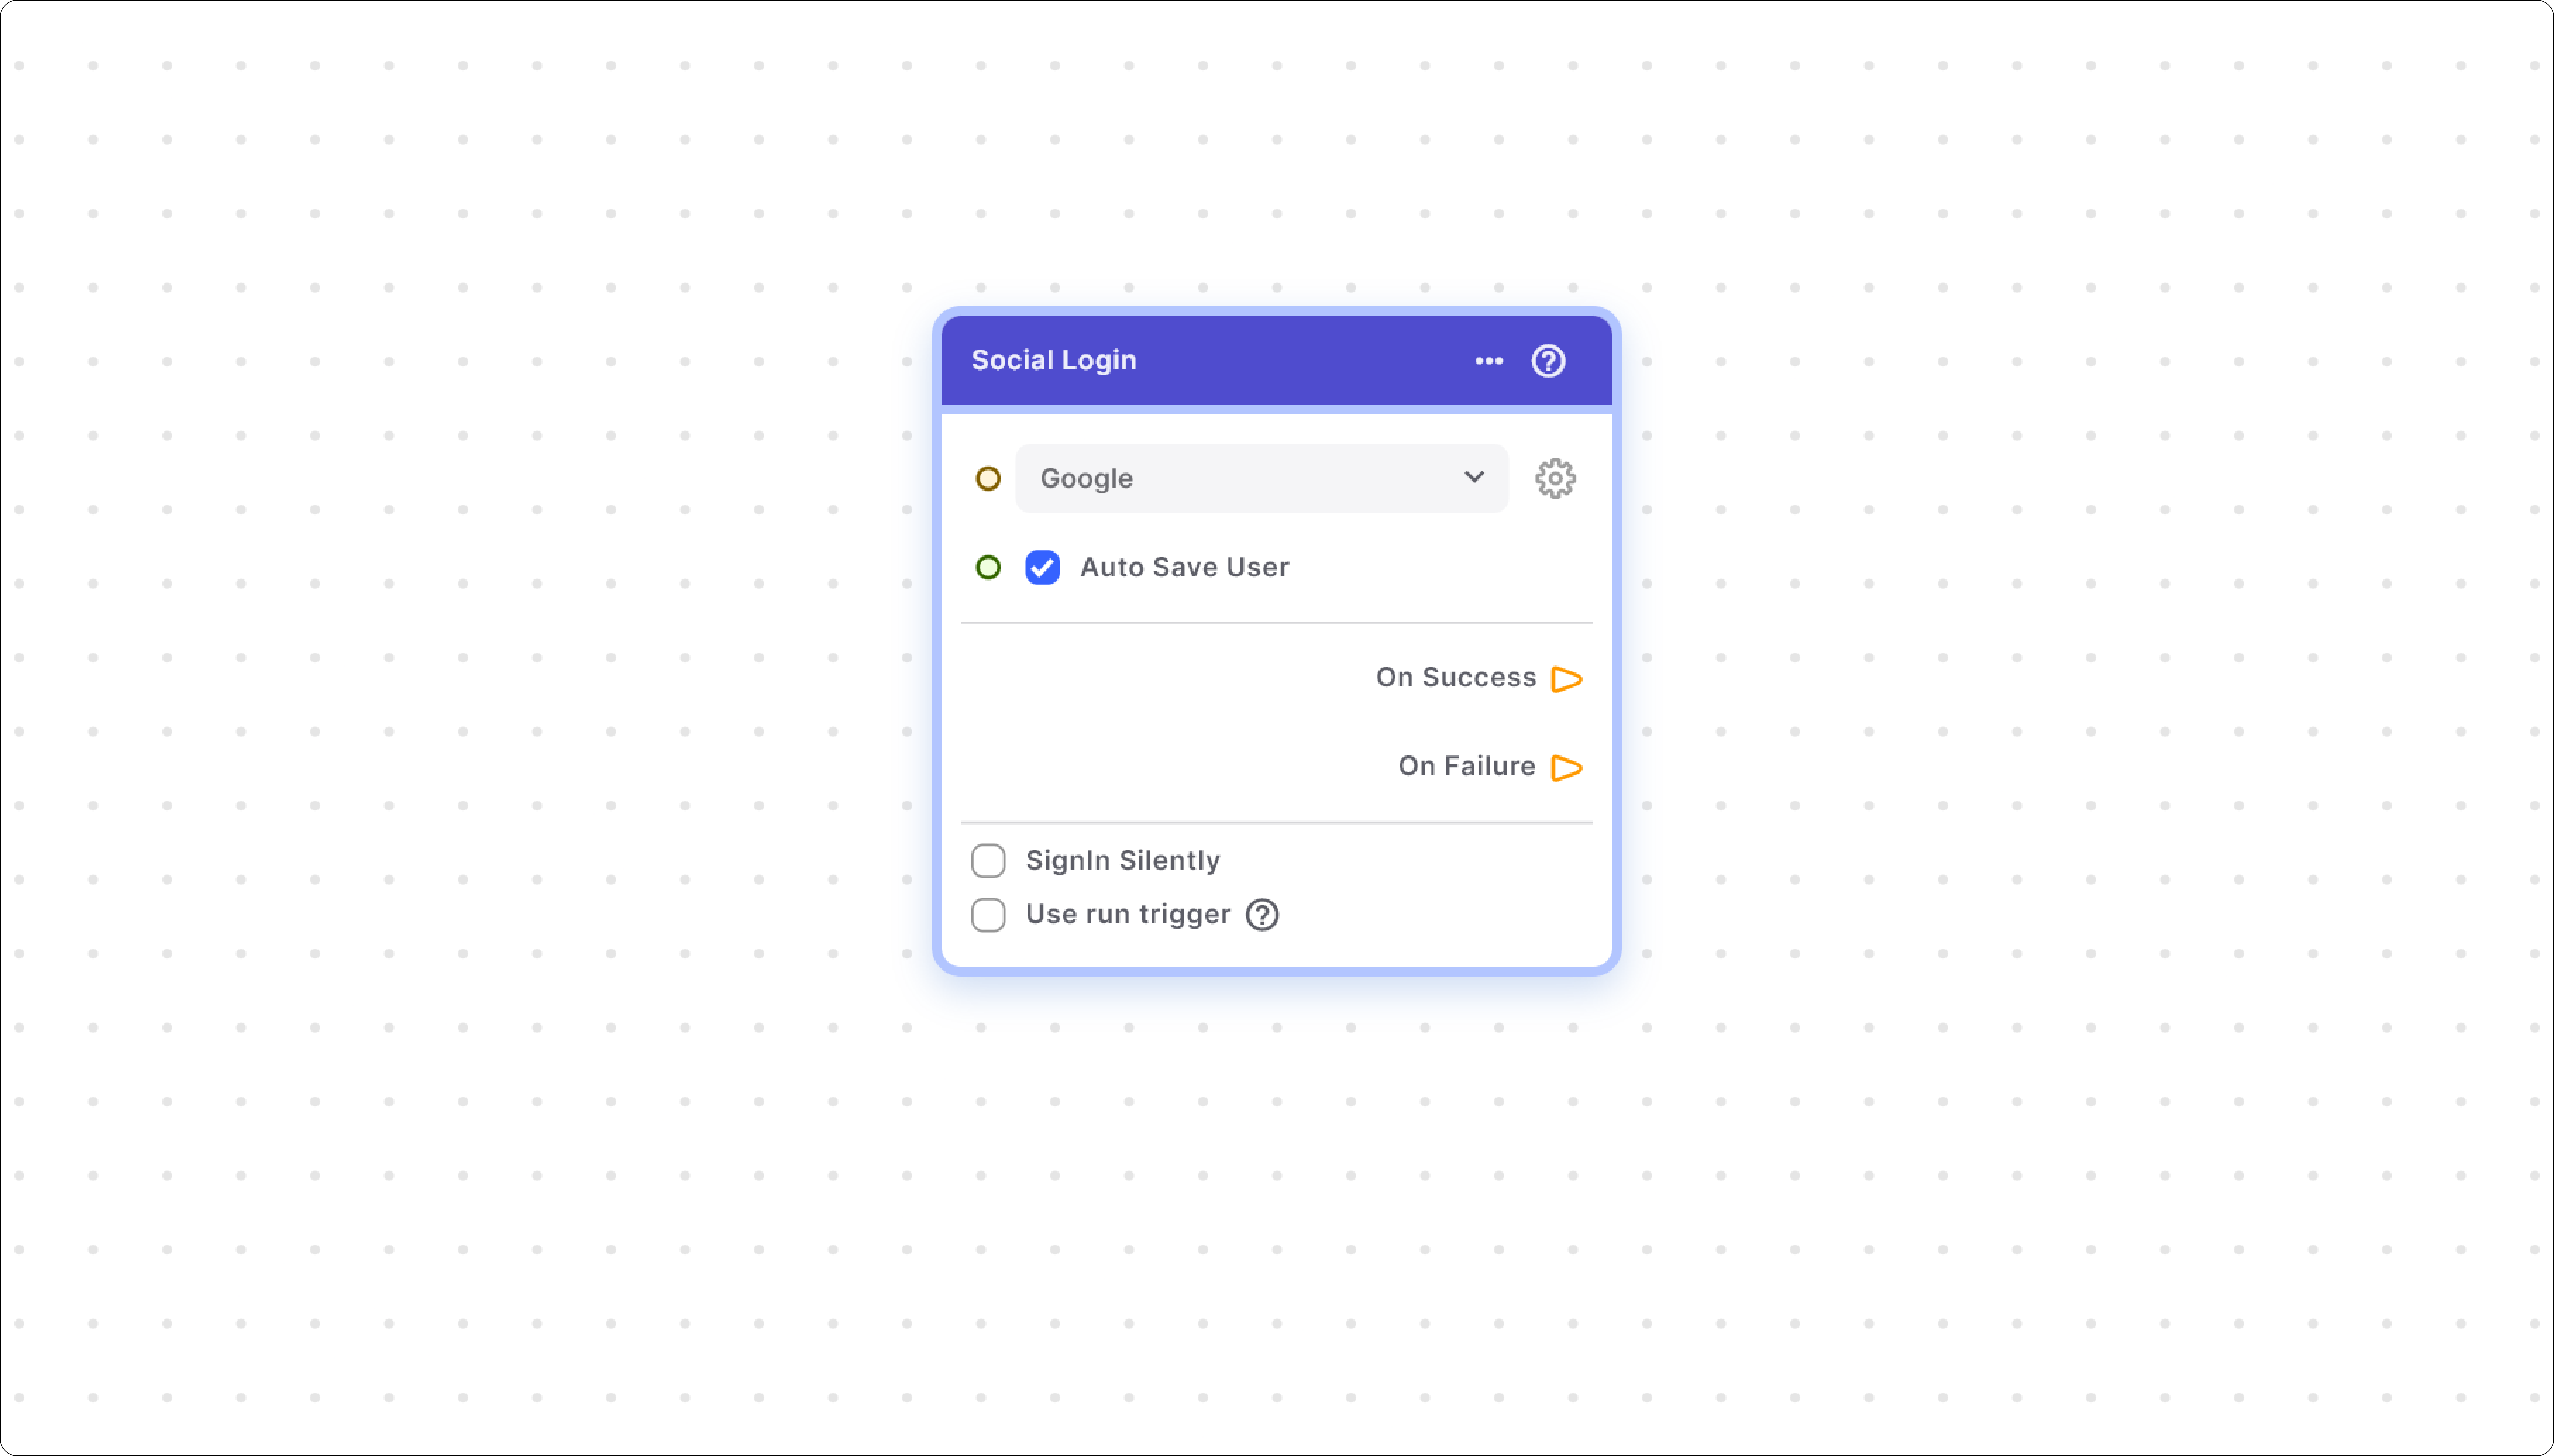 Social Login
Google
Auto Save User
On Success
On Failure
SignIn Silently
Use run trigger